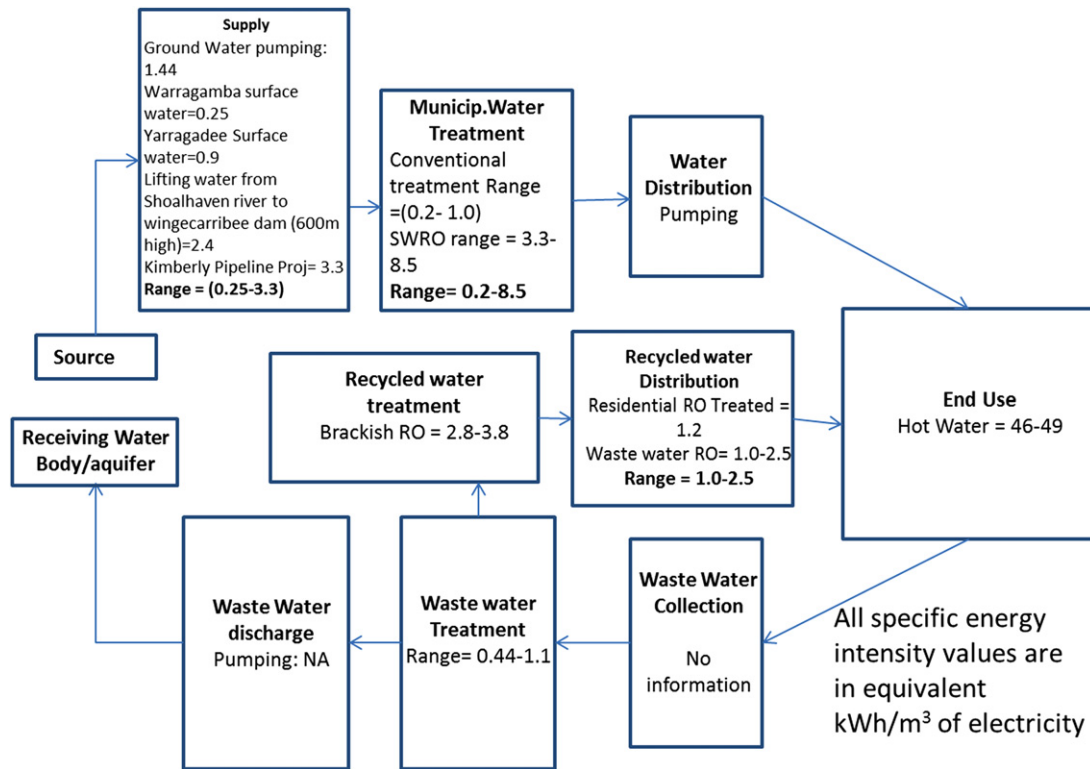 Supply
Ground Water pumping:
1.44
Warragamba surface
water=0.25
Yarragadee Surface
water=0.9
Lifting water from
Shoalhaven river to
wingecarribee dam (600m
high)=2.4
Kimberly Pipeline Proj= 3.3
Range = (0.25-3.3)
Municip.Water
Treatment
Conventional
treatment Range
=(0.2- 1.0)
SWRO range = 3.3-
8.5
Range= 0.2-8.5
Water
Distribution
Pumping
Source
Recycled water
treatment
Brackish RO = 2.8-3.8
Recycled water
Distribution
Residential RO Treated =
1.2
Waste water RO= 1.0-2.5
Range = 1.0-2.5
End Use
Hot Water = 46-49
Receiving Water
Body/aquifer
Waste Water
discharge
Pumping: NA
Waste water
Treatment
Range= 0.44-1.1
Waste Water
Collection
No
information
All specific energy
intensity values are
in equivalent
kWh/m³ of electricity